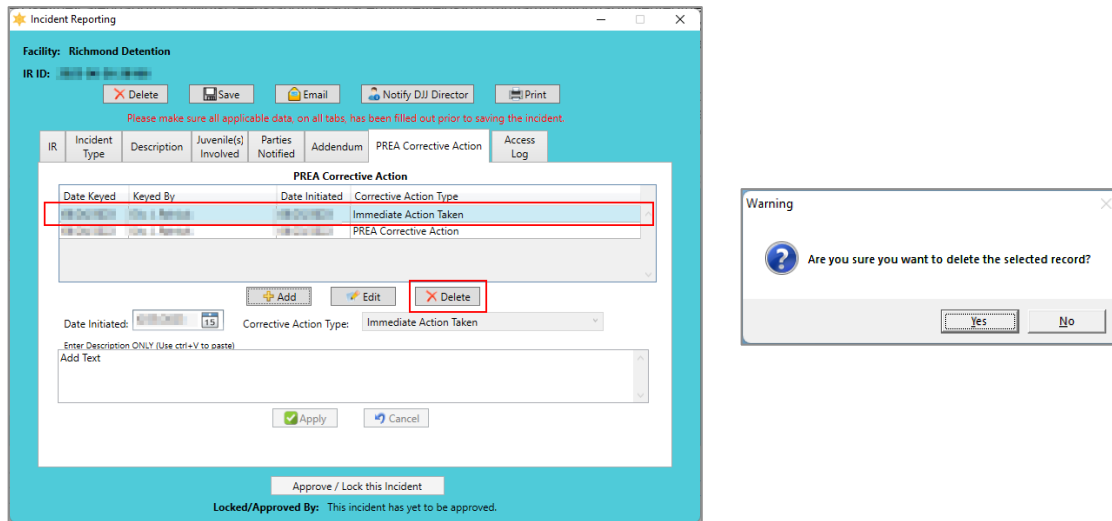 Incident Reporting
Facility: Richmond Detention
IR ID:
Delete Save Email Notify DJJ Director Print
Please make sure all applicable data, on all tabs, has been filled out prior to saving the incident.
IR Incident Type Description Juvenile(s) Involved Parties Notified Addendum PREA Corrective Action Access Log
PREA Corrective Action
Date Keyed Keyed By Date Initiated Corrective Action Type
Immediate Action Taken
PREA Corrective Action
Add Edit Delete
Date Initiated: 15 Corrective Action Type: Immediate Action Taken
Enter Description ONLY (Use ctrl+V to paste)
Add Text
Apply Cancel
Approve / Lock this Incident
Locked/Approved By: This incident has yet to be approved.
Warning
Are you sure you want to delete the selected record?
Yes No